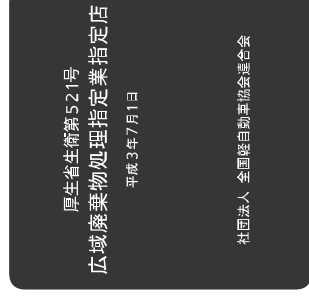 厚生省生衛第521号
広域廃棄物処理指定業指定店
平成3年7月1日
社団法人 全国軽自動車協会連合会